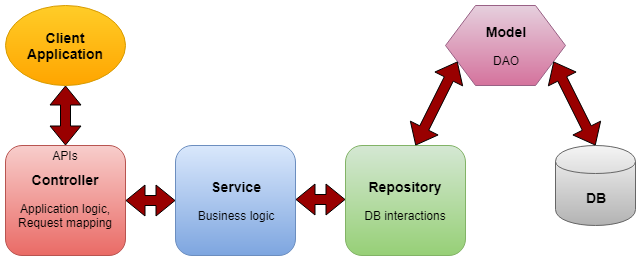 Client
Application
Model
DAO
APIs
Controller
Application logic,
Request mapping
Service
Business logic
Repository
DB interactions
DB